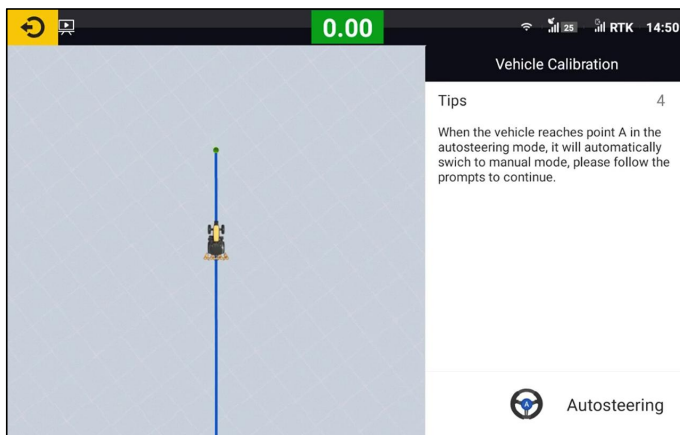 0.00
25
G
RTK
14:50
Vehicle Calibration
Tips 4
When the vehicle reaches point A in the
autosteering mode, it will automatically
swich to manual mode, please follow the
prompts to continue.
A
Autosteering